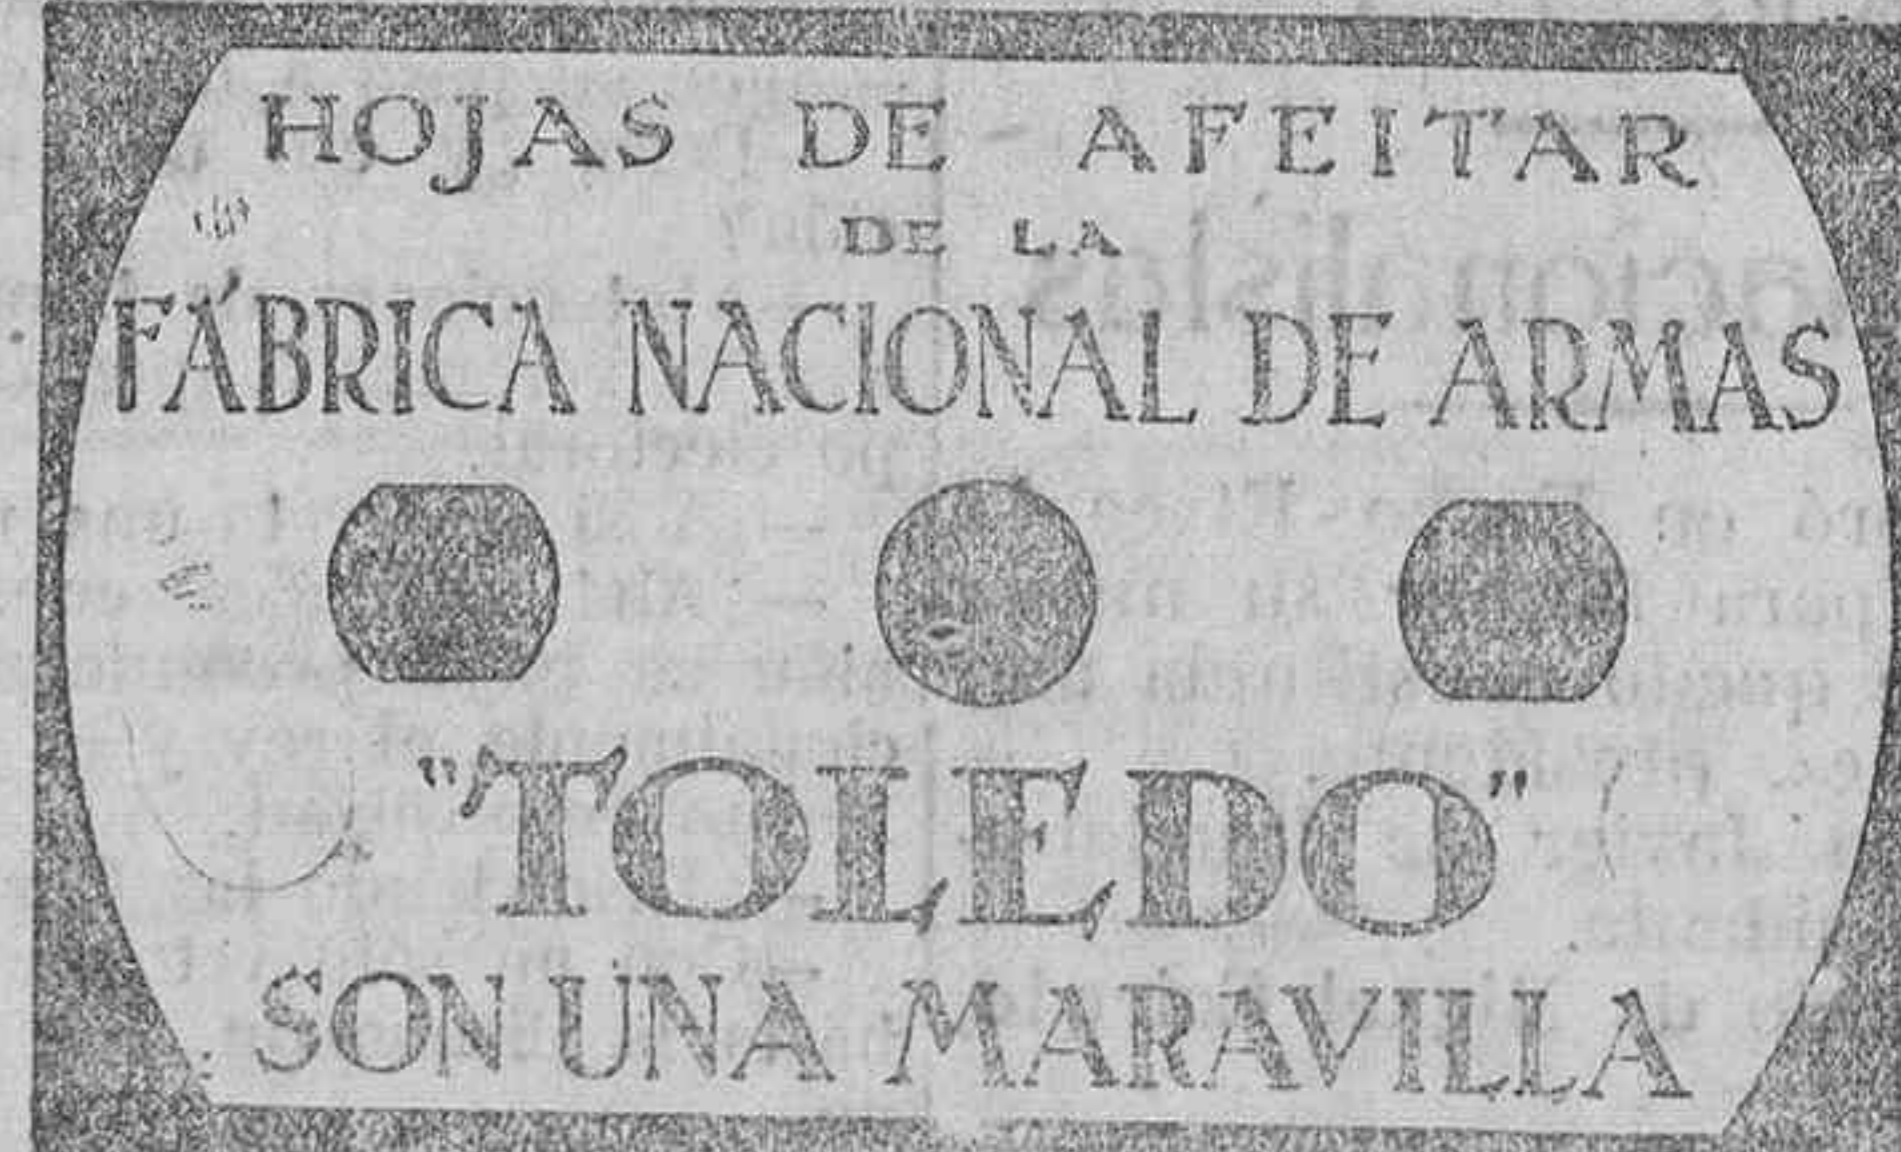 HOJAS DE AFEITAR
DE LA
FÁBRICA NACIONAL DE ARMAS
"TOLEDO"
SON UNA MARAVILLA